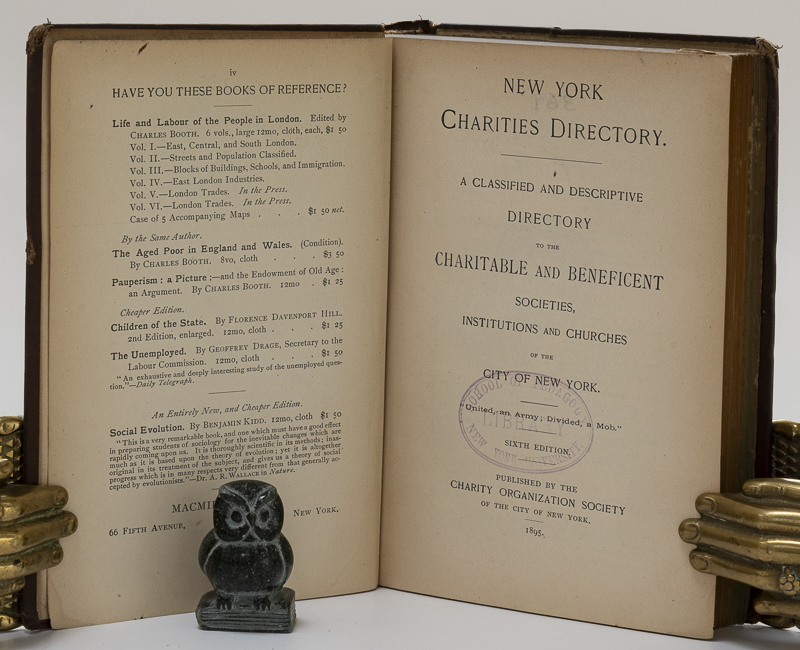 iv
HAVE YOU THESE BOOKS OF REFERENCE?
Life and Labour of the People in London. Edited by
CHARLES BOOTH. 6 vols., large 12mo, cloth, each, $1 50
Vol. I.—East, Central, and South London.
Vol. II.—Streets and Population Classified.
Vol. III.—Blocks of Buildings, Schools, and Immigration.
Vol. IV.—East London Industries.
Vol. V.—London Trades. In the Press.
Vol. VI.—London Trades. In the Press.
Case of 5 Accompanying Maps . . . $1 50 net.
By the Same Author.
The Aged Poor in England and Wales. (Condition).
By CHARLES BOOTH. 8vo, cloth . . . $3 50
Pauperism: a Picture;—and the Endowment of Old Age:
an Argument. By CHARLES BOOTH. 12mo . $1 25
Cheaper Edition.
Children of the State. By FLORENCE DAVENPORT HILL.
2nd Edition, enlarged. 12mo, cloth . . . $1 25
The Unemployed. By GEOFFREY DRAGE, Secretary to the
Labour Commission. 12mo, cloth . . . $1 50
"An exhaustive and deeply interesting study of the unemployed ques-
tion."—Daily Telegraph.
An Entirely New, and Cheaper Edition.
Social Evolution. By BENJAMIN KIDD. 12mo, cloth $1 50
"This is a very remarkable book, and one which must have a good effect
in preparing students of sociology for the inevitable changes which are
rapidly coming upon us. It is thoroughly scientific in its methods; inas-
much as it is based upon the theory of evolution; yet it is altogether
original in its treatment of the subject, and gives us a theory of social
progress which is in many respects very different from that generally ac-
cepted by evolutionists."—Dr. A. R. WALLACE in Nature.
MACMI
66 FIFTH AVENUE, NEW YORK.
NEW YORK
CHARITIES DIRECTORY.
A CLASSIFIED AND DESCRIPTIVE
DIRECTORY
TO THE
CHARITABLE AND BENEFICENT
SOCIETIES,
INSTITUTIONS AND CHURCHES
OF THE
CITY OF NEW YORK.
SCHOOL OF PEDAGOGY
"United, an Army; Divided, a Mob."
LIBRARY
NEW YORK UNIVERSITY
SIXTH EDITION.
PUBLISHED BY THE
CHARITY ORGANIZATION SOCIETY
OF THE CITY OF NEW YORK.
1895.